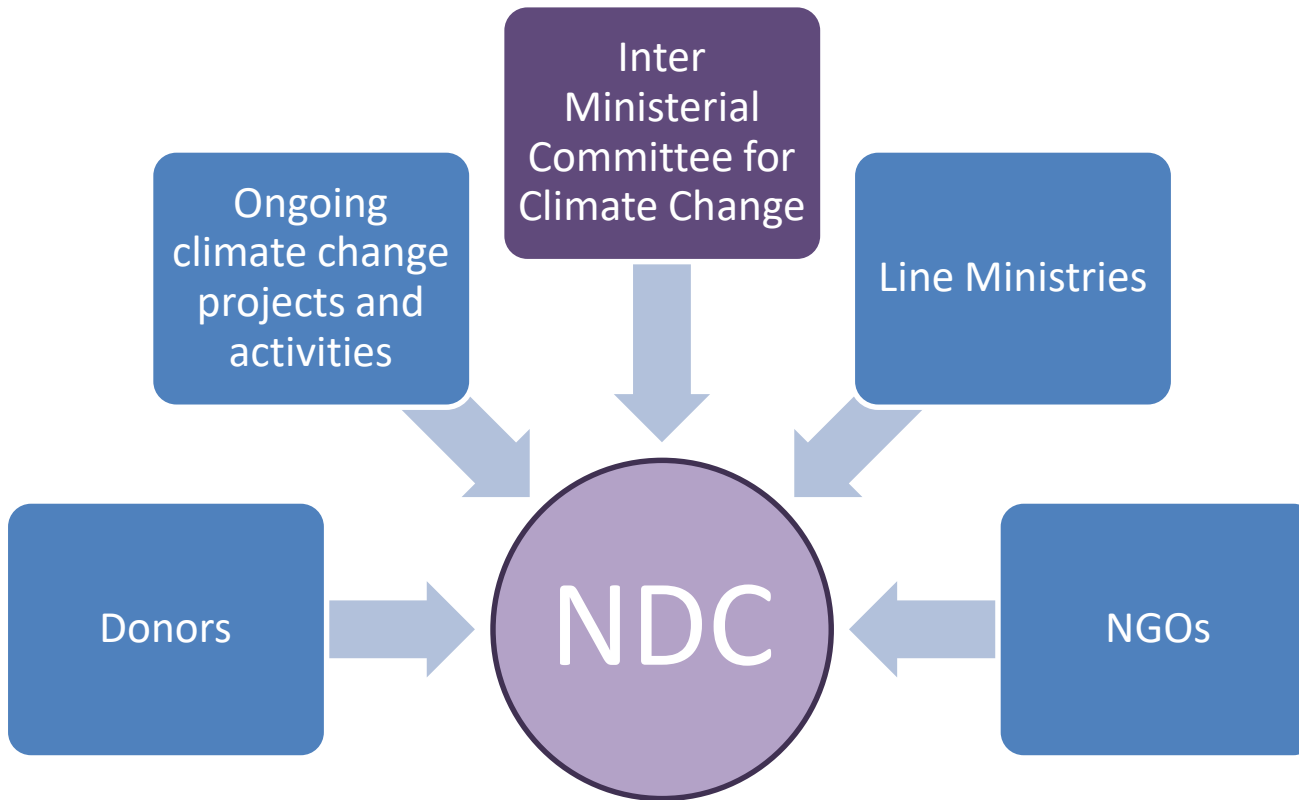 Inter
Ministerial
Committee for
Climate Change
Ongoing
climate change
projects and
activities
Line Ministries
Donors
NDC
NGOs